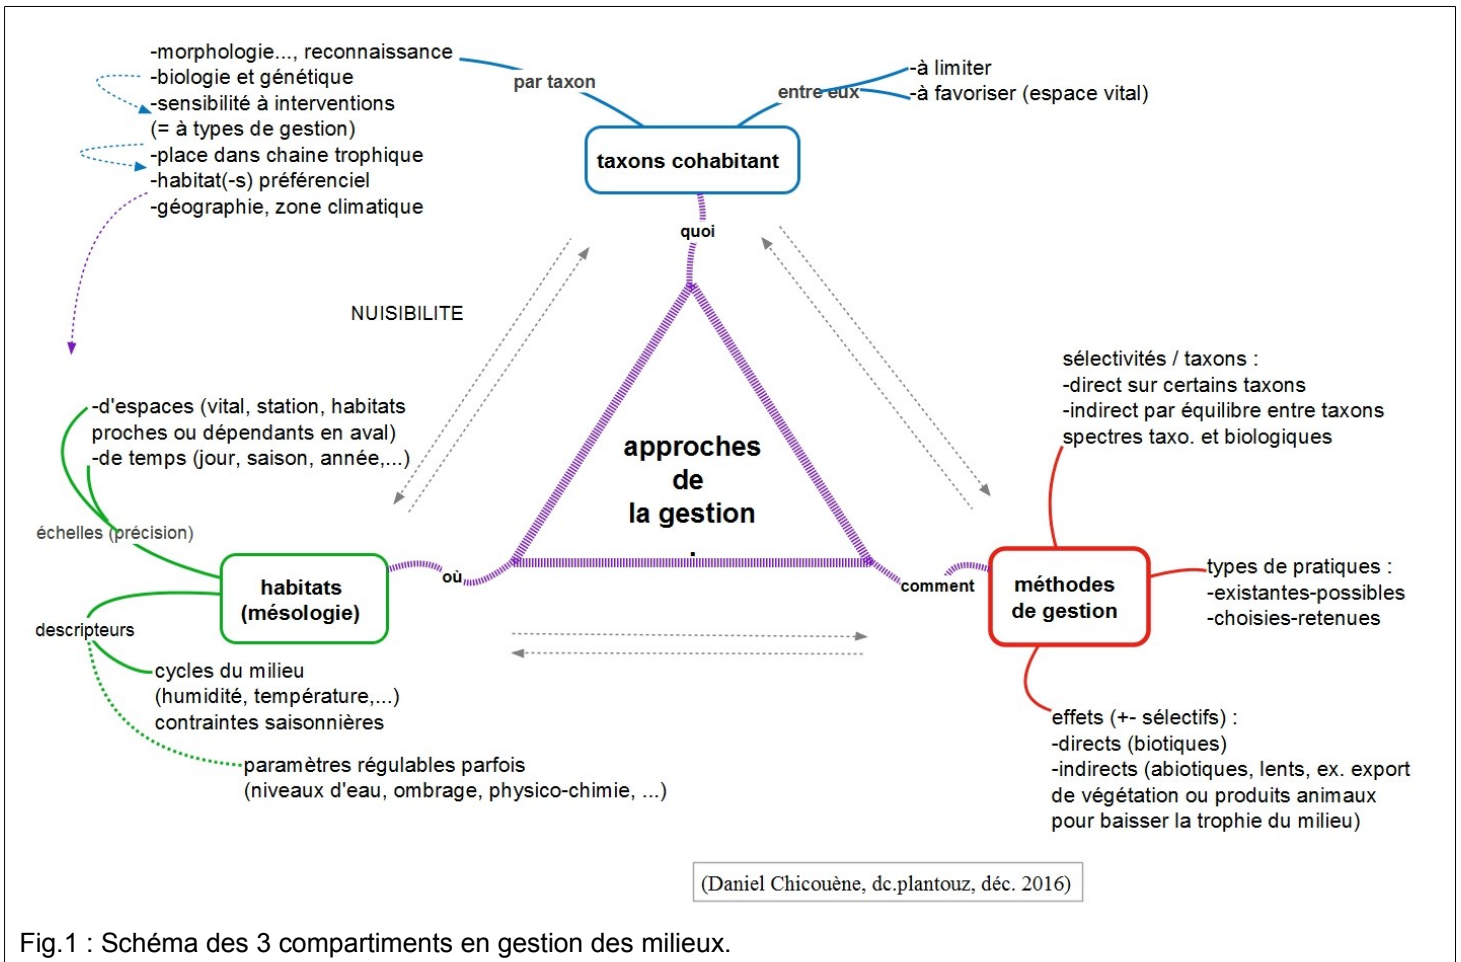 -morphologie..., reconnaissance
-biologie et génétique
-sensibilité à interventions
(= à types de gestion)
-place dans chaine trophique
-habitat(-s) préférenciel
-géographie, zone climatique
par taxon
entre eux
-à limiter
-à favoriser (espace vital)
taxons cohabitant
quoi
NUISIBILITE
approches
de
la gestion
.
-d'espaces (vital, station, habitats
proches ou dépendants en aval)
-de temps (jour, saison, année,...)
échelles (précision)
habitats
(mésologie)
où
descripteurs
cycles du milieu
(humidité, température,...)
contraintes saisonnières
paramètres régulables parfois
(niveaux d'eau, ombrage, physico-chimie, ...)
sélectivités / taxons :
-direct sur certains taxons
-indirect par équilibre entre taxons
spectres taxo. et biologiques
comment
méthodes
de gestion
types de pratiques :
-existantes-possibles
-choisies-retenues
effets (+- sélectifs) :
-directs (biotiques)
-indirects (abiotiques, lents, ex. export
de végétation ou produits animaux
pour baisser la trophie du milieu)
(Daniel Chicouène, dc.plantouz, déc. 2016)
Fig.1 : Schéma des 3 compartiments en gestion des milieux.